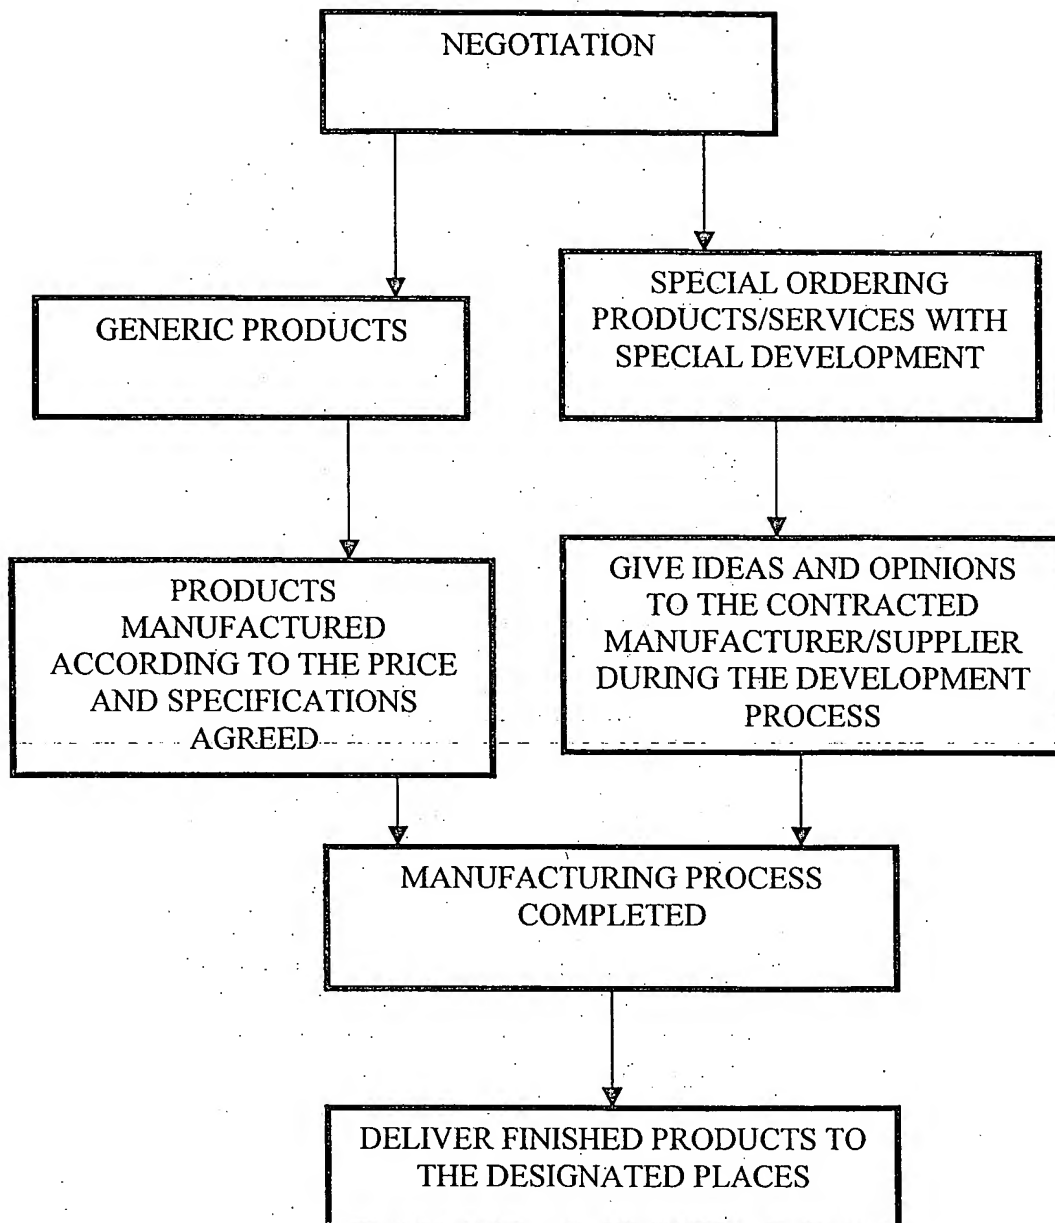 NEGOTIATION
GENERIC PRODUCTS
SPECIAL ORDERING
PRODUCTS/SERVICES WITH
SPECIAL DEVELOPMENT
PRODUCTS
MANUFACTURED
ACCORDING TO THE PRICE
AND SPECIFICATIONS
AGREED
GIVE IDEAS AND OPINIONS
TO THE CONTRACTED
MANUFACTURER/SUPPLIER
DURING THE DEVELOPMENT
PROCESS
MANUFACTURING PROCESS
COMPLETED
DELIVER FINISHED PRODUCTS TO
THE DESIGNATED PLACES